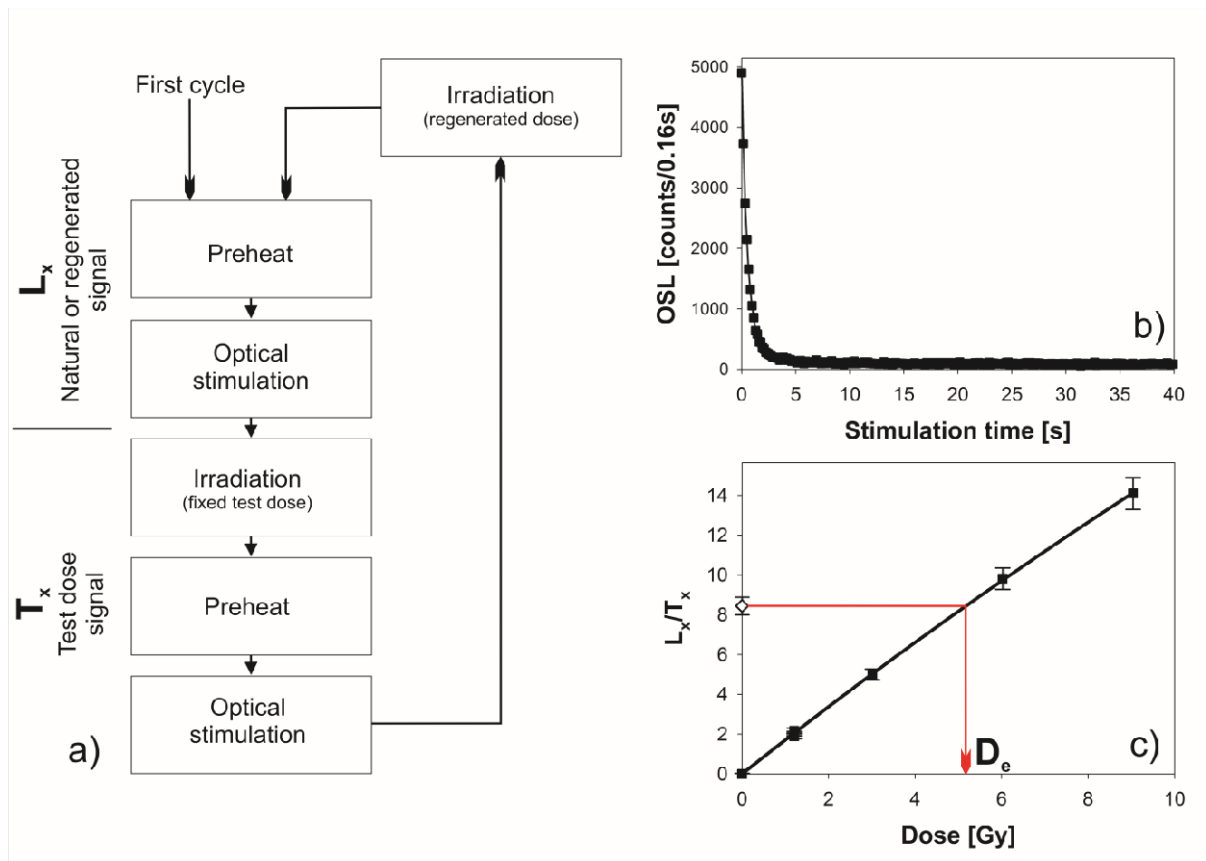 First cycle
Irradiation
(regenerated dose)
Preheat
Optical
stimulation
Irradiation
(fixed test dose)
Preheat
Optical
stimulation
Lx
Natural or regenerated
signal
Tx
Test dose
signal
a)
5000
4000
3000
2000
1000
0
OSL [counts/0.16s]
0 5 10 15 20 25 30 35 40
Stimulation time [s]
b)
14
12
10
8
6
4
2
0
Lx/Tx
De
0 2 4 6 8 10
Dose [Gy]
c)